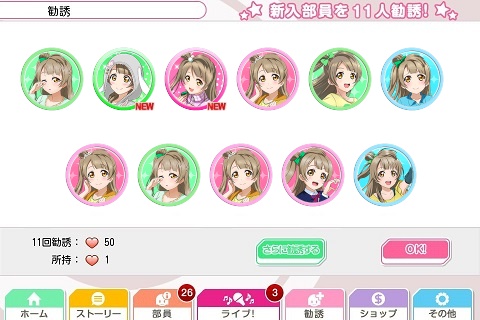 勧誘
新入部員を11人勧誘!
NEW
NEW
11回勧誘: 50
所持: 1
さらに勧誘する
OK!
26
3
ホーム
ストーリー
部員
ライブ!
勧誘
ショップ
その他